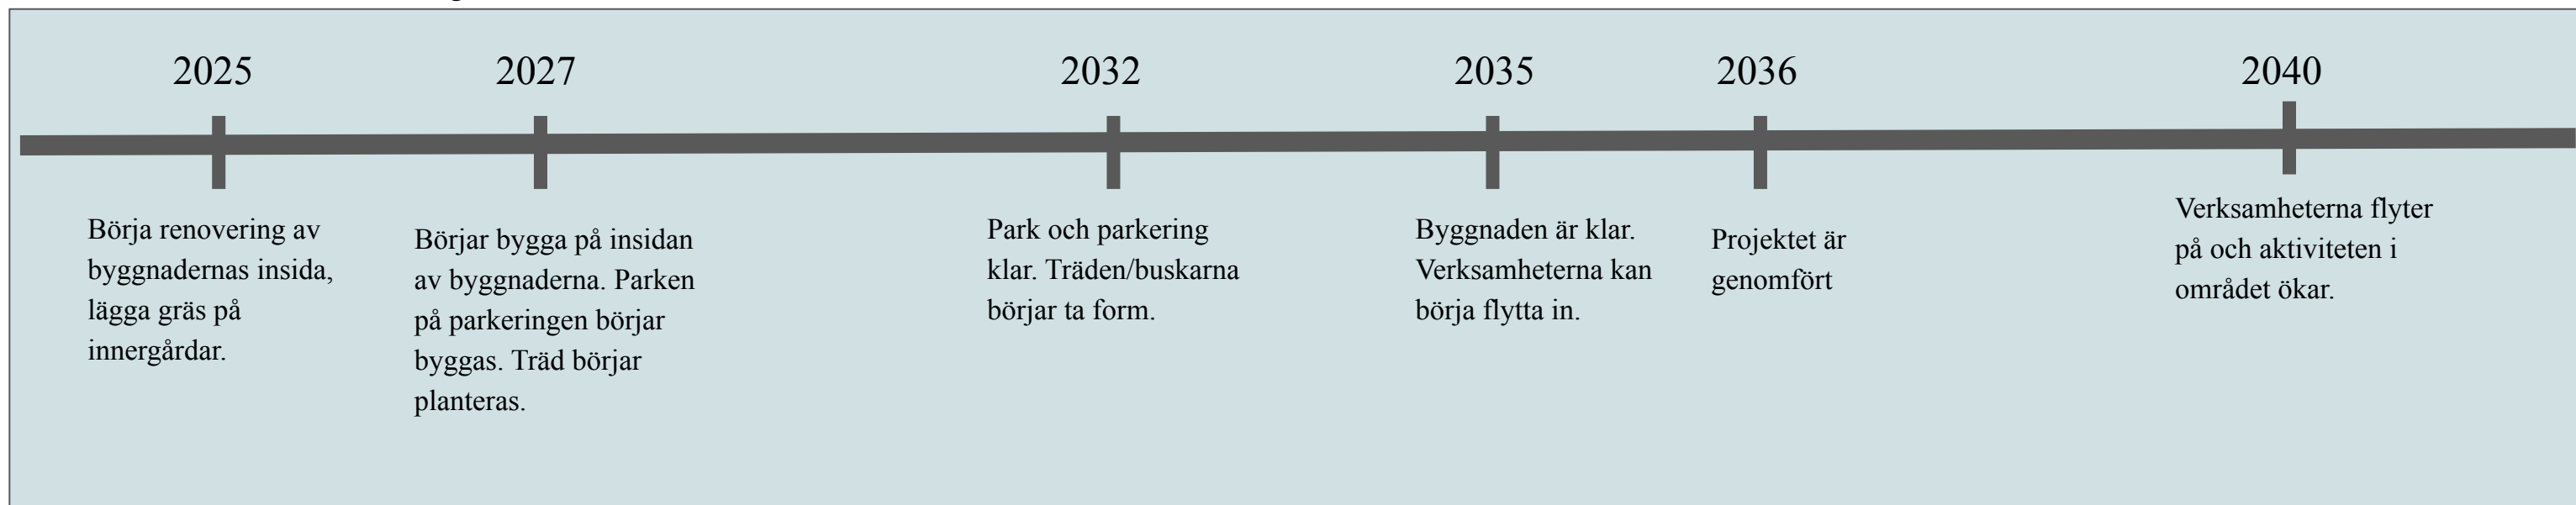 2025
2027
2032
2035
2036
2040
Börja renovering av
byggnadernas insida,
lägga gräs på
innergårdar.
Börjar bygga på insidan
av byggnaderna. Parken
på parkeringen börjar
byggas. Träd börjar
planteras.
Park och parkering
klar. Träden/buskarna
börjar ta form.
Byggnaden är klar.
Verksamheterna kan
börja flytta in.
Projektet är
genomfört
Verksamheterna flyter
på och aktiviteten i
området ökar.